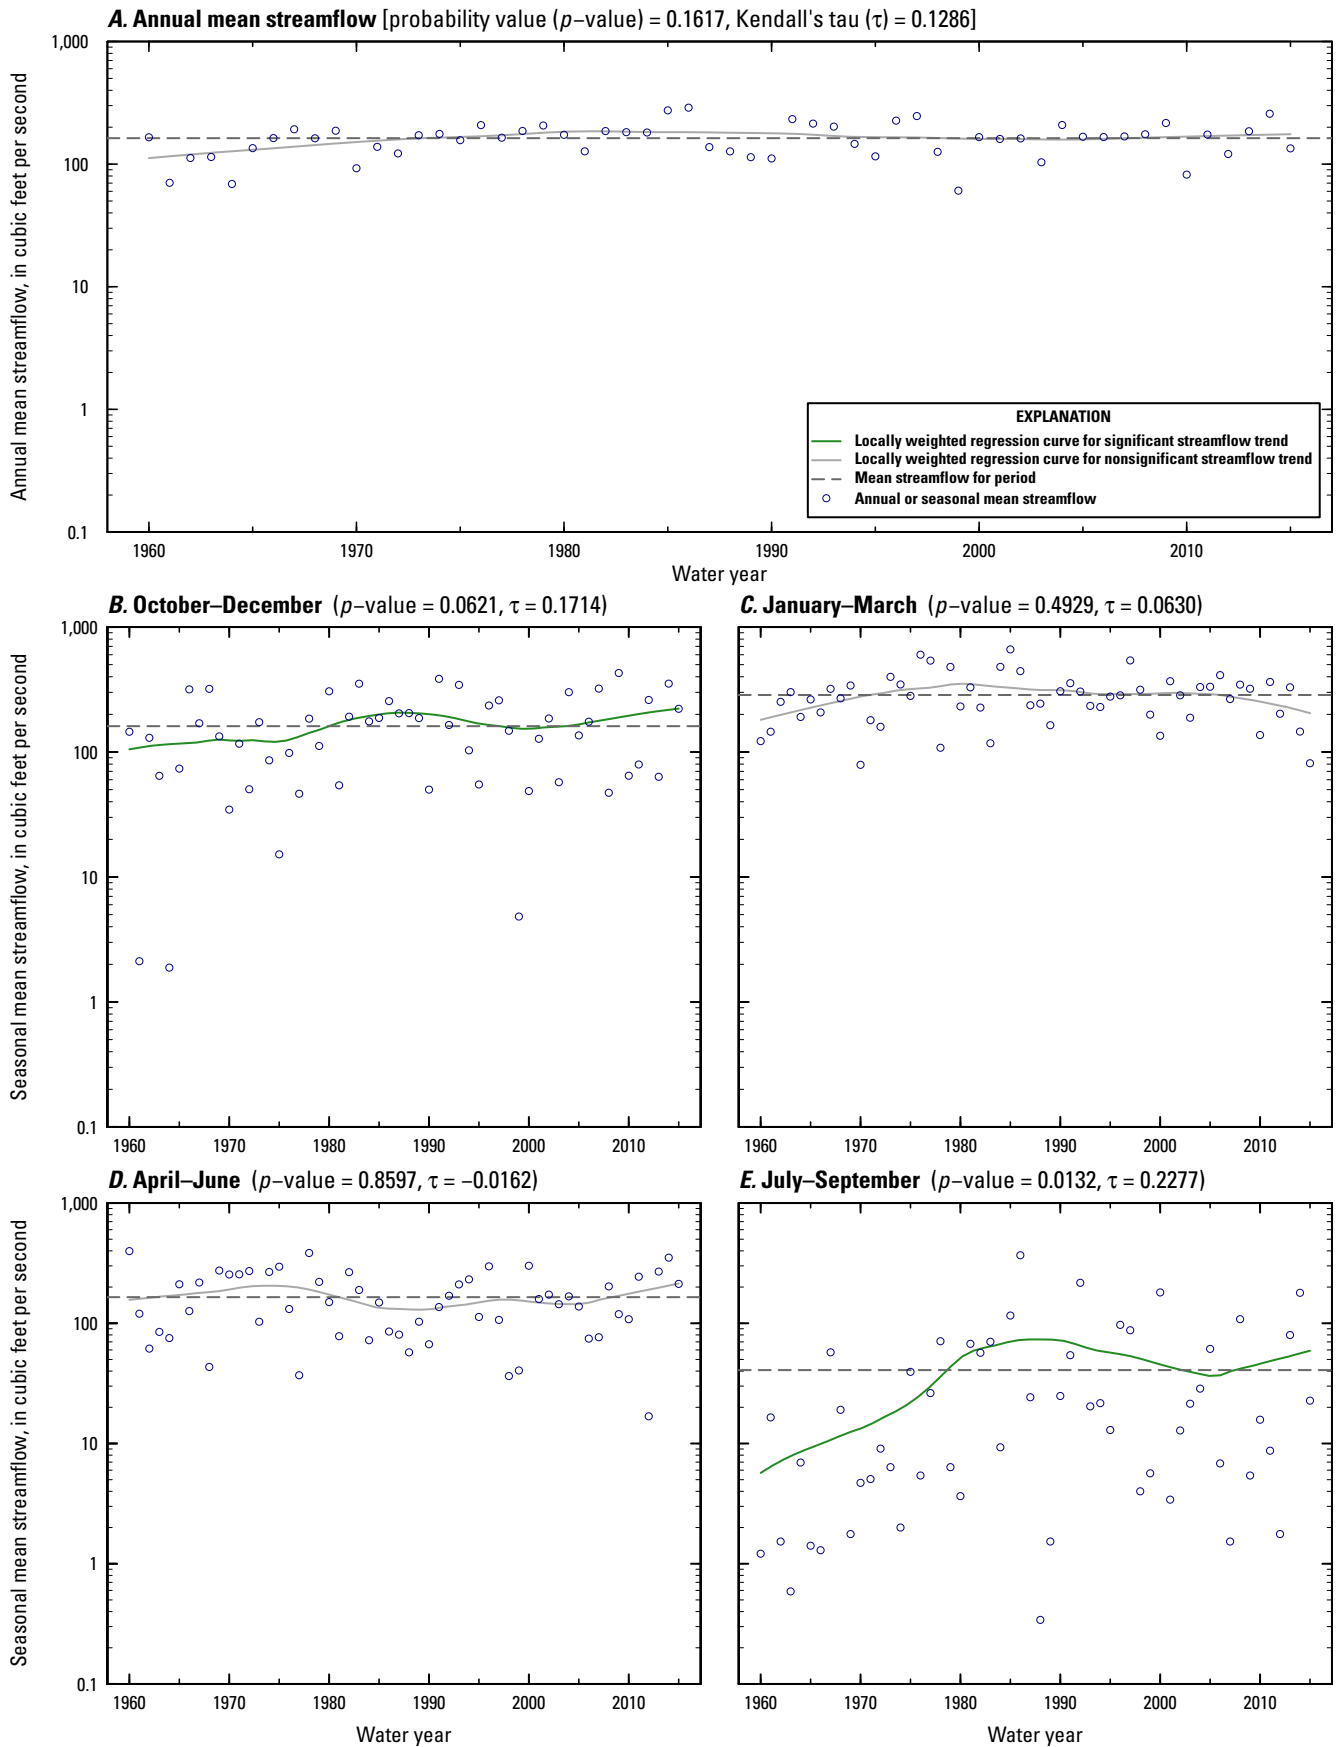 A. Annual mean streamflow [probability value (p−value) = 0.1617, Kendall's tau (τ) = 0.1286]
Annual mean streamflow, in cubic feet per second
1,000
100
10
1
0.1
EXPLANATION
Locally weighted regression curve for significant streamflow trend
Locally weighted regression curve for nonsignificant streamflow trend
Mean streamflow for period
Annual or seasonal mean streamflow
1960 1970 1980 1990 2000 2010
Water year
B. October–December (p−value = 0.0621, τ = 0.1714)
Seasonal mean streamflow, in cubic feet per second
1,000
100
10
1
0.1
1960 1970 1980 1990 2000 2010
C. January–March (p−value = 0.4929, τ = 0.0630)
1960 1970 1980 1990 2000 2010
D. April–June (p−value = 0.8597, τ = −0.0162)
Seasonal mean streamflow, in cubic feet per second
1,000
100
10
1
0.1
1960 1970 1980 1990 2000 2010
Water year
E. July–September (p−value = 0.0132, τ = 0.2277)
1960 1970 1980 1990 2000 2010
Water year